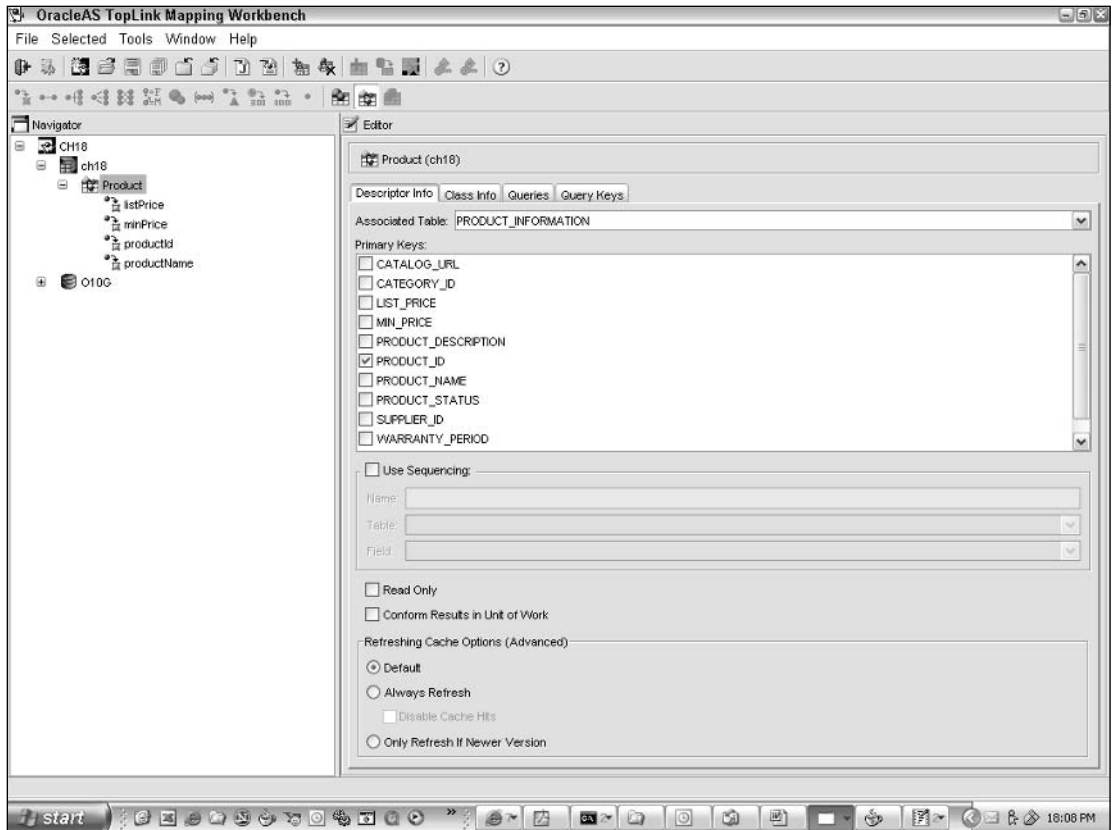 OracleAS TopLink Mapping Workbench
File Selected Tools Window Help
Navigator
CH18
ch18
Product
listPrice
minPrice
productId
productName
O10G
Editor
Product (ch18)
Descriptor Info Class Info Queries Query Keys
Associated Table: PRODUCT_INFORMATION
Primary Keys:
CATALOG_URL
CATEGORY_ID
LIST_PRICE
MIN_PRICE
PRODUCT_DESCRIPTION
PRODUCT_ID
PRODUCT_NAME
PRODUCT_STATUS
SUPPLIER_ID
WARRANTY_PERIOD
Use Sequencing:
Name:
Table:
Field:
Read Only
Conform Results in Unit of Work
Refreshing Cache Options (Advanced)
Default
Always Refresh
Disable Cache Hits
Only Refresh If Newer Version
start 18:08 PM